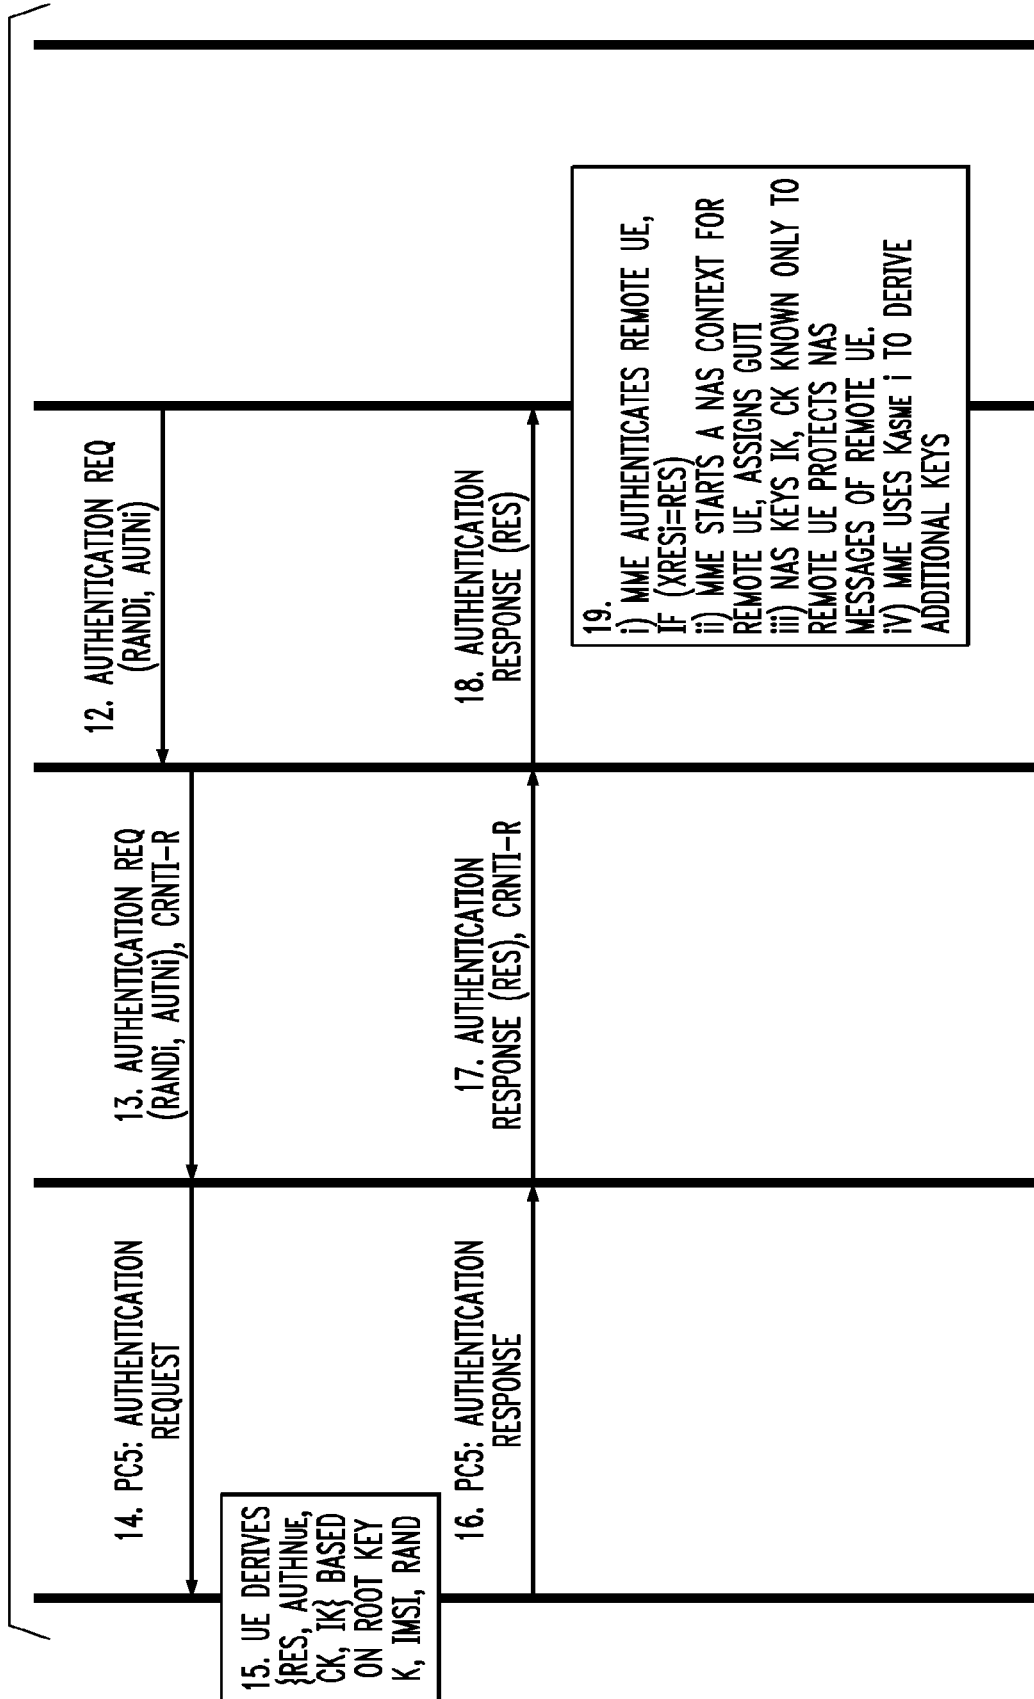 12. AUTHENTICATION REQ
(RANDi, AUTNi)
13. AUTHENTICATION REQ
(RANDi, AUTNi), CRNTI-R
14. PC5: AUTHENTICATION
REQUEST
15. UE DERIVES
{RES, AUTHNUE,
CK, IK} BASED
ON ROOT KEY
K, IMSI, RAND
16. PC5: AUTHENTICATION
RESPONSE
17. AUTHENTICATION
RESPONSE (RES), CRNTI-R
18. AUTHENTICATION
RESPONSE (RES)
19.
i) MME AUTHENTICATES REMOTE UE,
IF (XRESi=RES)
ii) MME STARTS A NAS CONTEXT FOR
REMOTE UE, ASSIGNS GUTI
iii) NAS KEYS IK, CK KNOWN ONLY TO
REMOTE UE PROTECTS NAS
MESSAGES OF REMOTE UE.
iV) MME USES KASME i TO DERIVE
ADDITIONAL KEYS